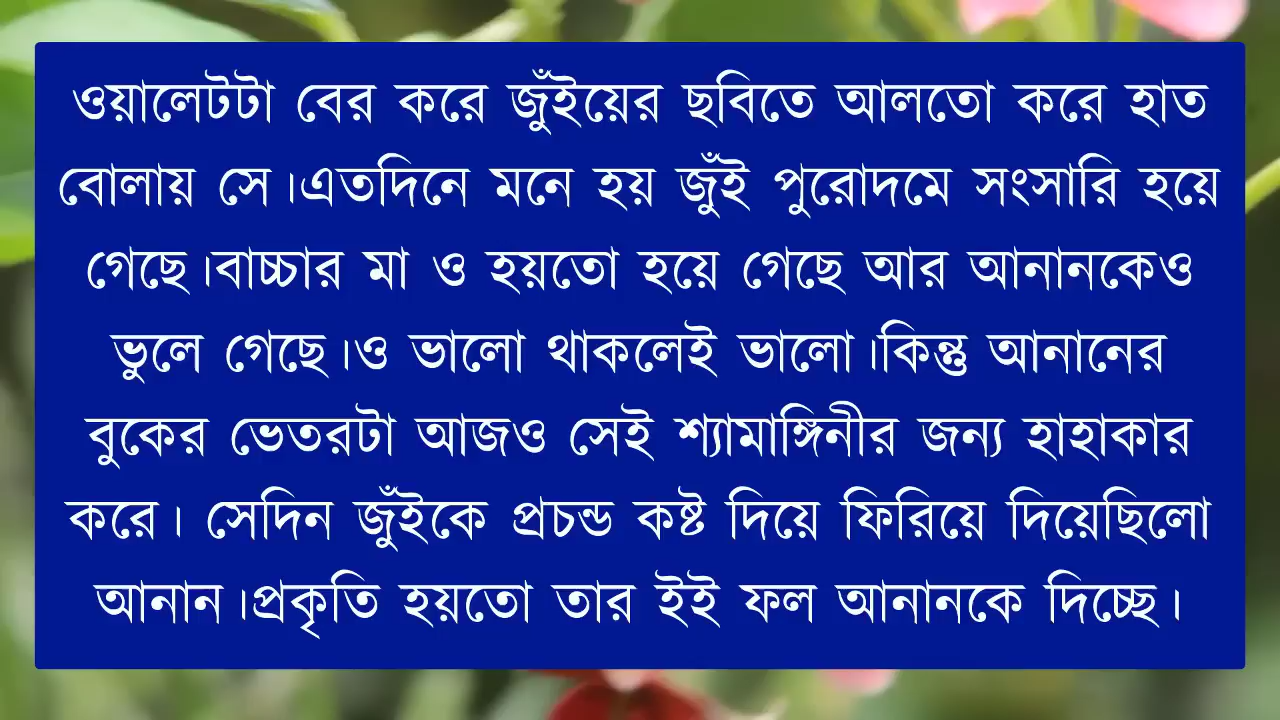 ওয়ালেটটা বের করে জুঁইয়ের ছবিতে আলতো করে হাত
বোলায় সে।এতদিনে মনে হয় জুঁই পুরোদমে সংসারি হয়ে
গেছে।বাচ্চার মা ও হয়তো হয়ে গেছে আর আনানকেও
ভুলে গেছে।ও ভালো থাকলেই ভালো।কিন্তু আনানের
বুকের ভেতরটা আজও সেই শ্যামাঙ্গিনীর জন্য হাহাকার
করে। সেদিন জুঁইকে প্রচন্ড কষ্ট দিয়ে ফিরিয়ে দিয়েছিলো
আনান।প্রকৃতি হয়তো তার ইই ফল আনানকে দিচ্ছে।